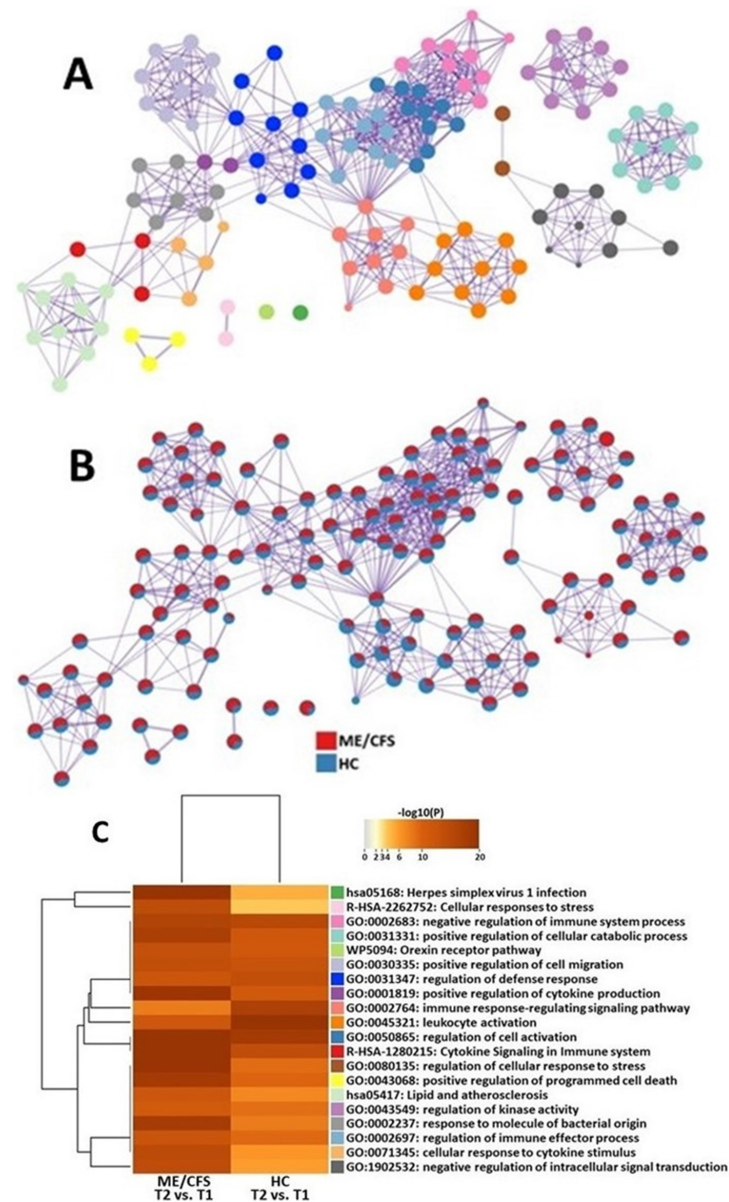 A
B
ME/CFS
HC
C
-log10(P)
0 2 3 4 6 10 20
hsa05168: Herpes simplex virus 1 infection
R-HSA-2262752: Cellular responses to stress
GO:0002683: negative regulation of immune system process
GO:0031331: positive regulation of cellular catabolic process
WP5094: Orexin receptor pathway
GO:0030335: positive regulation of cell migration
GO:0031347: regulation of defense response
GO:0001819: positive regulation of cytokine production
GO:0002764: immune response-regulating signaling pathway
GO:0045321: leukocyte activation
GO:0050865: regulation of cell activation
R-HSA-1280215: Cytokine Signaling in Immune system
GO:0080135: regulation of cellular response to stress
GO:0043068: positive regulation of programmed cell death
hsa05417: Lipid and atherosclerosis
GO:0043549: regulation of kinase activity
GO:0002237: response to molecule of bacterial origin
GO:0002697: regulation of immune effector process
GO:0071345: cellular response to cytokine stimulus
GO:1902532: negative regulation of intracellular signal transduction
ME/CFS HC
T2 vs. T1 T2 vs. T1